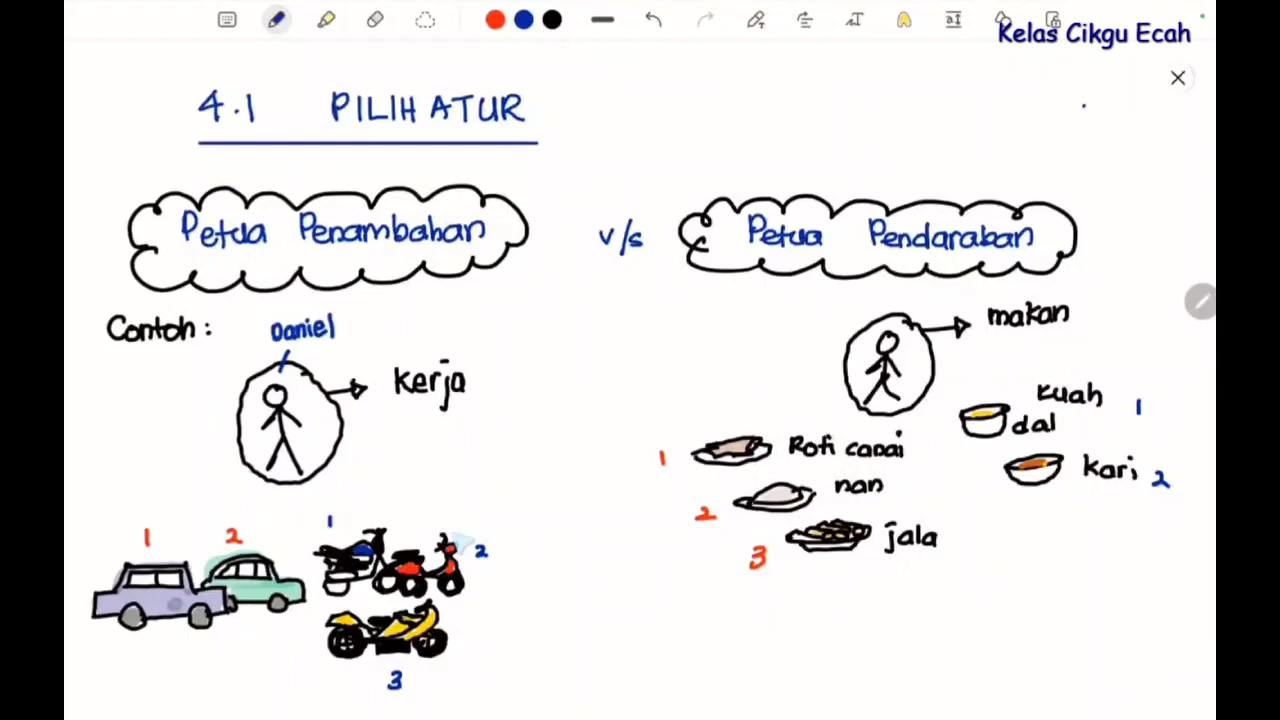 Kelas Cikgu Ecah
4.1 PILIH ATUR
Petua Penambahan v/s Petua Pendaraban
Contoh: Daniel
kerja
makan
kuah dal 1
kari 2
1 Roti canai
2 nan
3 jala
1 2
1 2
3